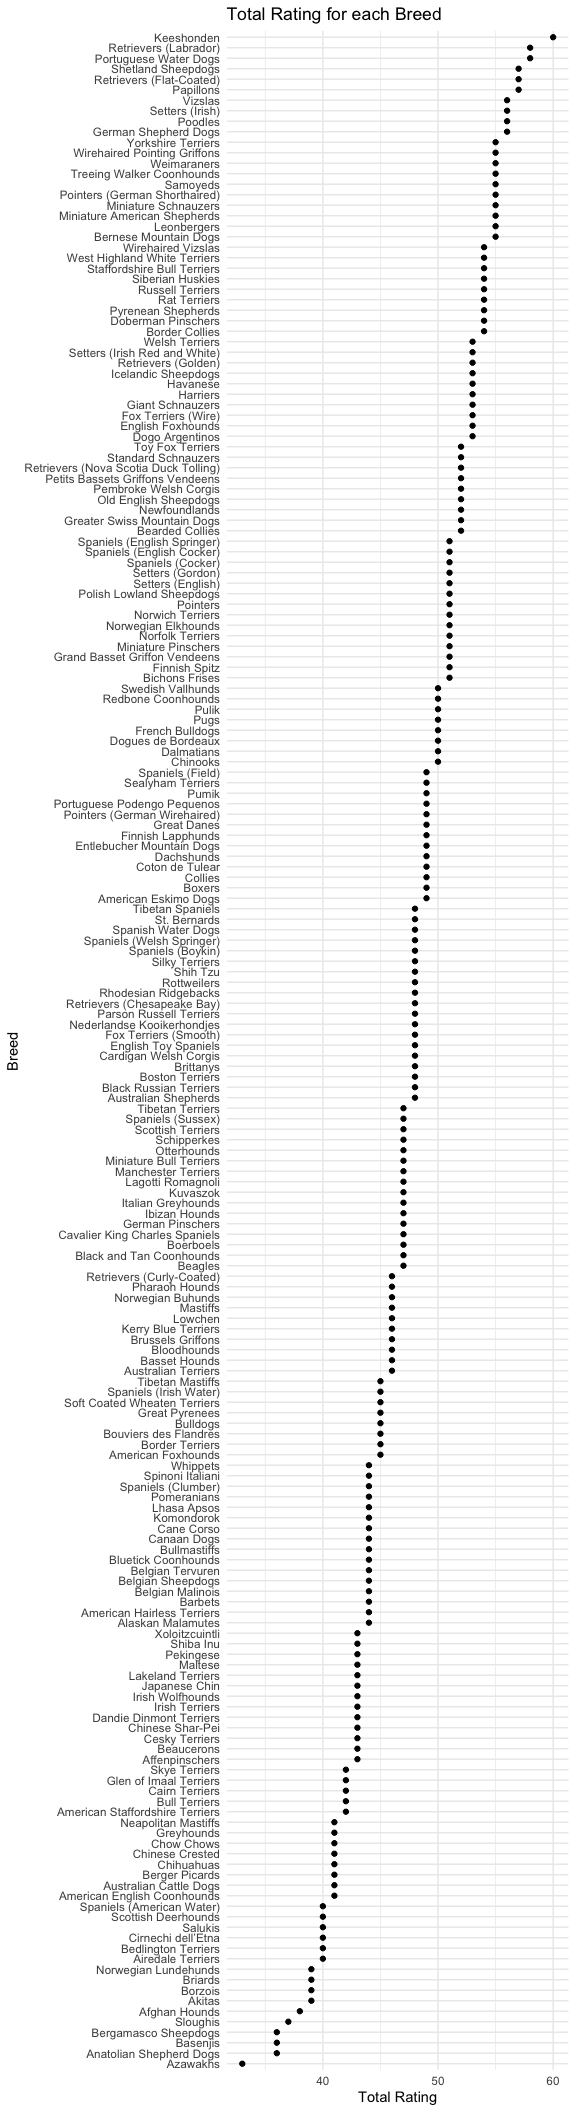 Total Rating for each Breed
Keeshonden
Retrievers (Labrador)
Portuguese Water Dogs
Shetland Sheepdogs
Retrievers (Flat-Coated)
Papillons
Vizslas
Setters (Irish)
Poodles
German Shepherd Dogs
Yorkshire Terriers
Wirehaired Pointing Griffons
Weimaraners
Treeing Walker Coonhounds
Samoyeds
Pointers (German Shorthaired)
Miniature Schnauzers
Miniature American Shepherds
Leonbergers
Bernese Mountain Dogs
Wirehaired Vizslas
West Highland White Terriers
Staffordshire Bull Terriers
Siberian Huskies
Russell Terriers
Rat Terriers
Pyrenean Shepherds
Doberman Pinschers
Border Collies
Welsh Terriers
Setters (Irish Red and White)
Retrievers (Golden)
Icelandic Sheepdogs
Havanese
Harriers
Giant Schnauzers
Fox Terriers (Wire)
English Foxhounds
Dogo Argentinos
Toy Fox Terriers
Standard Schnauzers
Retrievers (Nova Scotia Duck Tolling)
Petits Bassets Griffons Vendeens
Pembroke Welsh Corgis
Old English Sheepdogs
Newfoundlands
Greater Swiss Mountain Dogs
Bearded Collies
Spaniels (English Springer)
Spaniels (English Cocker)
Spaniels (Cocker)
Setters (Gordon)
Setters (English)
Polish Lowland Sheepdogs
Pointers
Norwich Terriers
Norwegian Elkhounds
Norfolk Terriers
Miniature Pinschers
Grand Basset Griffon Vendeens
Finnish Spitz
Bichons Frises
Swedish Vallhunds
Redbone Coonhounds
Pulik
Pugs
French Bulldogs
Dogues de Bordeaux
Dalmatians
Chinooks
Spaniels (Field)
Sealyham Terriers
Pumik
Portuguese Podengo Pequenos
Pointers (German Wirehaired)
Great Danes
Finnish Lapphunds
Entlebucher Mountain Dogs
Dachshunds
Coton de Tulear
Collies
Boxers
American Eskimo Dogs
Tibetan Spaniels
St. Bernards
Spanish Water Dogs
Spaniels (Welsh Springer)
Spaniels (Boykin)
Silky Terriers
Shih Tzu
Rottweilers
Rhodesian Ridgebacks
Retrievers (Chesapeake Bay)
Parson Russell Terriers
Nederlandse Kooikerhondjes
Fox Terriers (Smooth)
English Toy Spaniels
Cardigan Welsh Corgis
Brittanys
Boston Terriers
Black Russian Terriers
Australian Shepherds
Tibetan Terriers
Spaniels (Sussex)
Scottish Terriers
Schipperkes
Otterhounds
Miniature Bull Terriers
Manchester Terriers
Lagotti Romagnoli
Kuvaszok
Italian Greyhounds
Ibizan Hounds
German Pinschers
Cavalier King Charles Spaniels
Boerboels
Black and Tan Coonhounds
Beagles
Retrievers (Curly-Coated)
Pharaoh Hounds
Norwegian Buhunds
Mastiffs
Lowchen
Kerry Blue Terriers
Brussels Griffons
Bloodhounds
Basset Hounds
Australian Terriers
Tibetan Mastiffs
Spaniels (Irish Water)
Soft Coated Wheaten Terriers
Great Pyrenees
Bulldogs
Bouviers des Flandres
Border Terriers
American Foxhounds
Whippets
Spinoni Italiani
Spaniels (Clumber)
Pomeranians
Lhasa Apsos
Komondorok
Cane Corso
Canaan Dogs
Bullmastiffs
Bluetick Coonhounds
Belgian Tervuren
Belgian Sheepdogs
Belgian Malinois
Barbets
American Hairless Terriers
Alaskan Malamutes
Xoloitzcuintli
Shiba Inu
Pekingese
Maltese
Lakeland Terriers
Japanese Chin
Irish Wolfhounds
Irish Terriers
Dandie Dinmont Terriers
Chinese Shar-Pei
Cesky Terriers
Beaucerons
Affenpinschers
Skye Terriers
Glen of Imaal Terriers
Cairn Terriers
Bull Terriers
American Staffordshire Terriers
Neapolitan Mastiffs
Greyhounds
Chow Chows
Chinese Crested
Chihuahuas
Berger Picards
Australian Cattle Dogs
American English Coonhounds
Spaniels (American Water)
Scottish Deerhounds
Salukis
Cirnechi dell'Etna
Bedlington Terriers
Airedale Terriers
Norwegian Lundehunds
Briards
Borzois
Akitas
Afghan Hounds
Sloughis
Bergamasco Sheepdogs
Basenjis
Anatolian Shepherd Dogs
Azawakhs
Breed
40 50 60
Total Rating